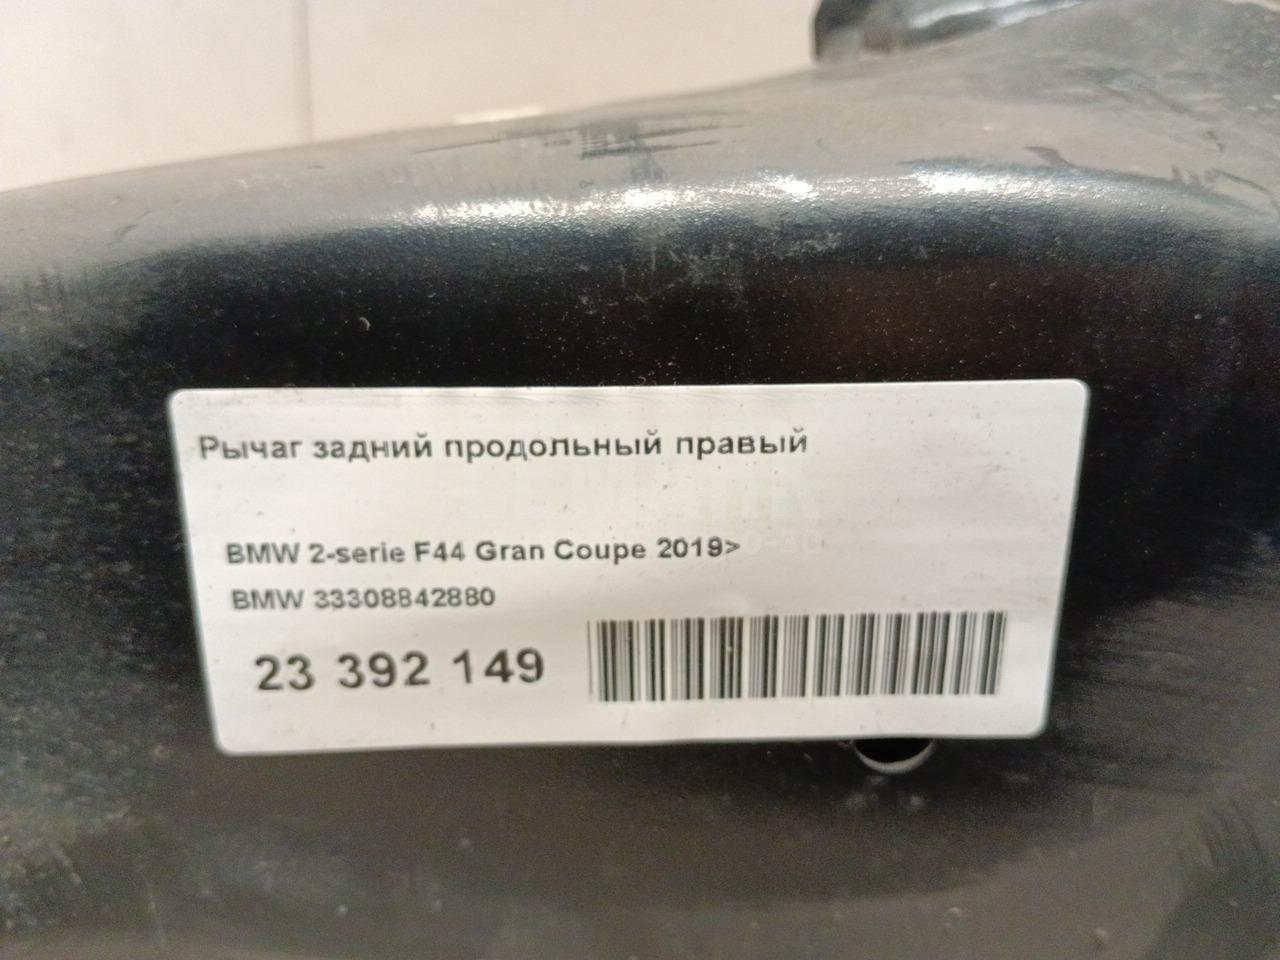 Рычаг задний продольный правый
BMW 2-serie F44 Gran Coupe 2019>
BMW 33308842880
23 392 149